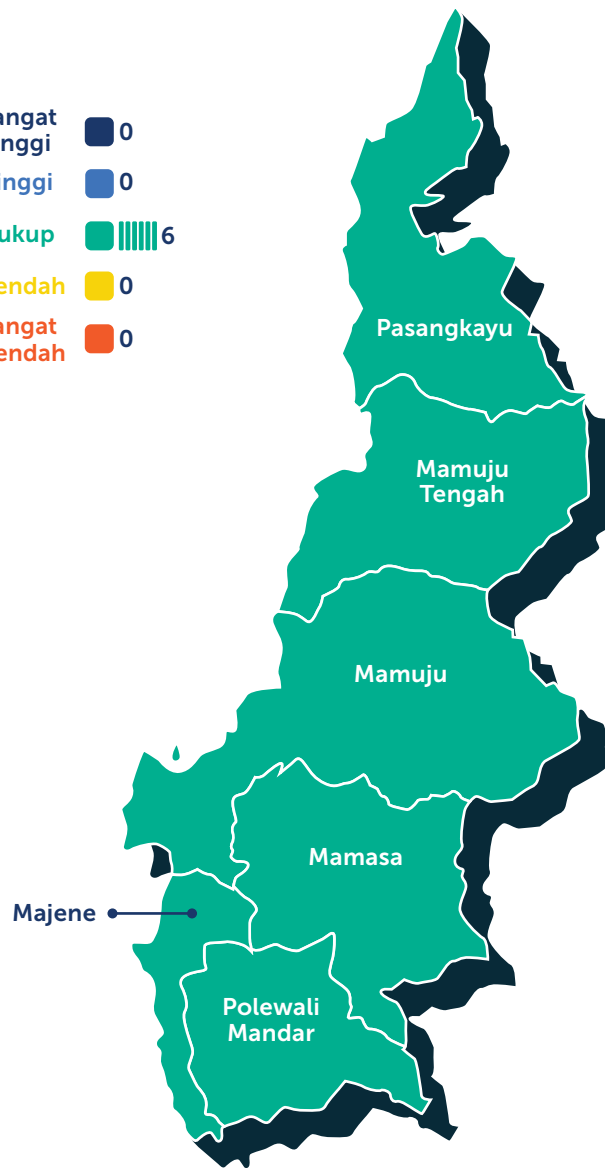 angat
nggi
0
inggi
0
ukup
6
endah
0
angat
endah
0
Pasangkayu
Mamuju
Tengah
Mamuju
Mamasa
Majene
Polewali
Mandar